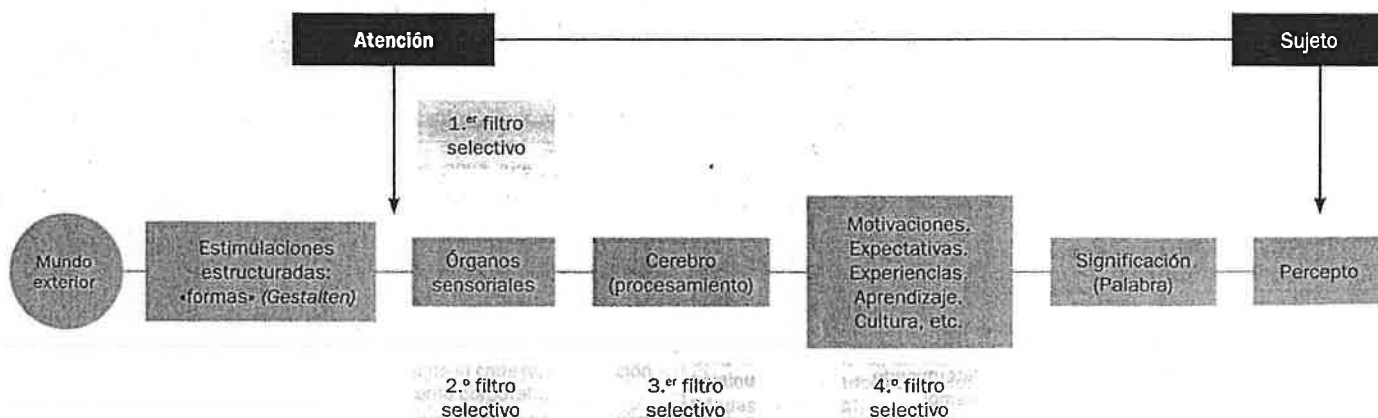 Atención
Sujeto
1.er filtro
selectivo
Mundo
exterior
Estimulaciones
estructuradas:
«formas» (Gestalten)
Órganos
sensoriales
Cerebro
(procesamiento)
Motivaciones.
Expectativas.
Experiencias.
Aprendizaje.
Cultura, etc.
Significación
(Palabra)
Percepto
2.º filtro
selectivo
3.er filtro
selectivo
4.º filtro
selectivo